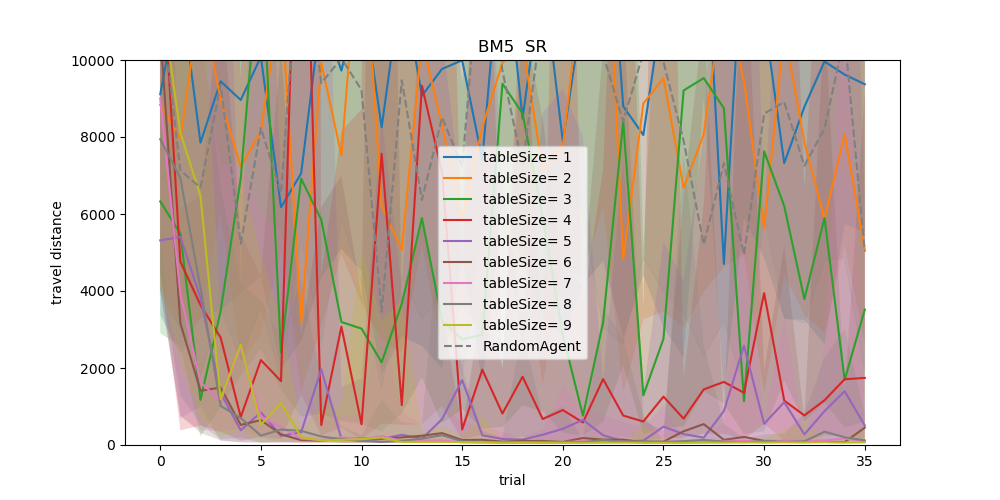 BM5 SR
10000
8000
6000
4000
2000
0
travel distance
tableSize= 1
tableSize= 2
tableSize= 3
tableSize= 4
tableSize= 5
tableSize= 6
tableSize= 7
tableSize= 8
tableSize= 9
RandomAgent
0 5 10 15 20 25 30 35
trial